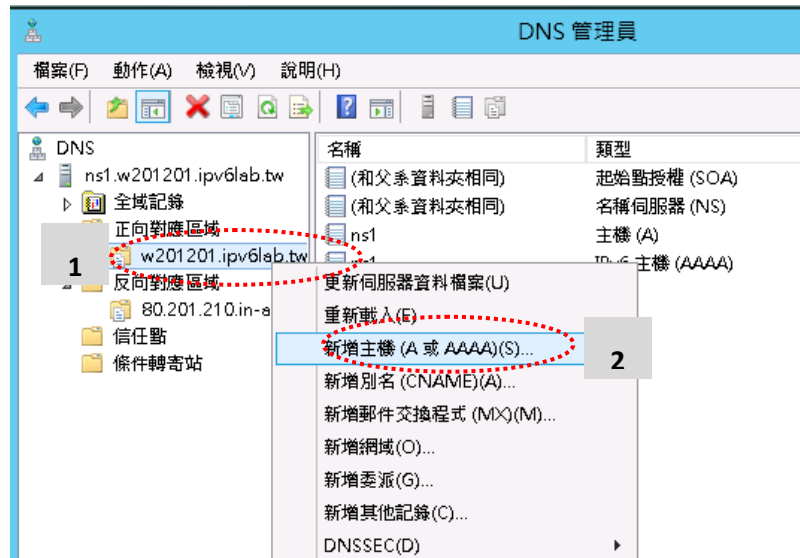 DNS 管理員
檔案(F) 動作(A) 檢視(V) 說明(H)
DNS
ns1.w201201.ipv6lab.tw
全域記錄
正向對應區域
w201201.ipv6lab.tw
反向對應區域
80.201.210.in-a
信任點
條件轉寄站
1
名稱 類型
(和父系資料夾相同) 起始點授權 (SOA)
(和父系資料夾相同) 名稱伺服器 (NS)
ns1 主機 (A)
ns1 IPv6 主機 (AAAA)
更新伺服器資料檔案(U)
重新載入(E)
新增主機 (A 或 AAAA)(S)...
2
新增別名 (CNAME)(A)...
新增郵件交換程式 (MX)(M)...
新增網域(O)...
新增委派(G)...
新增其他記錄(C)...
DNSSEC(D)